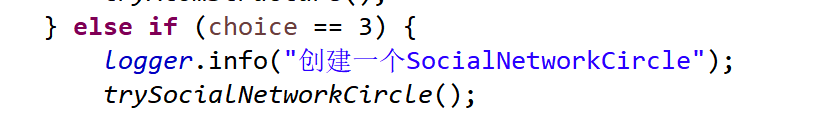 } else if (choice == 3) {
logger.info("创建一个SocialNetworkCircle");
trySocialNetworkCircle();